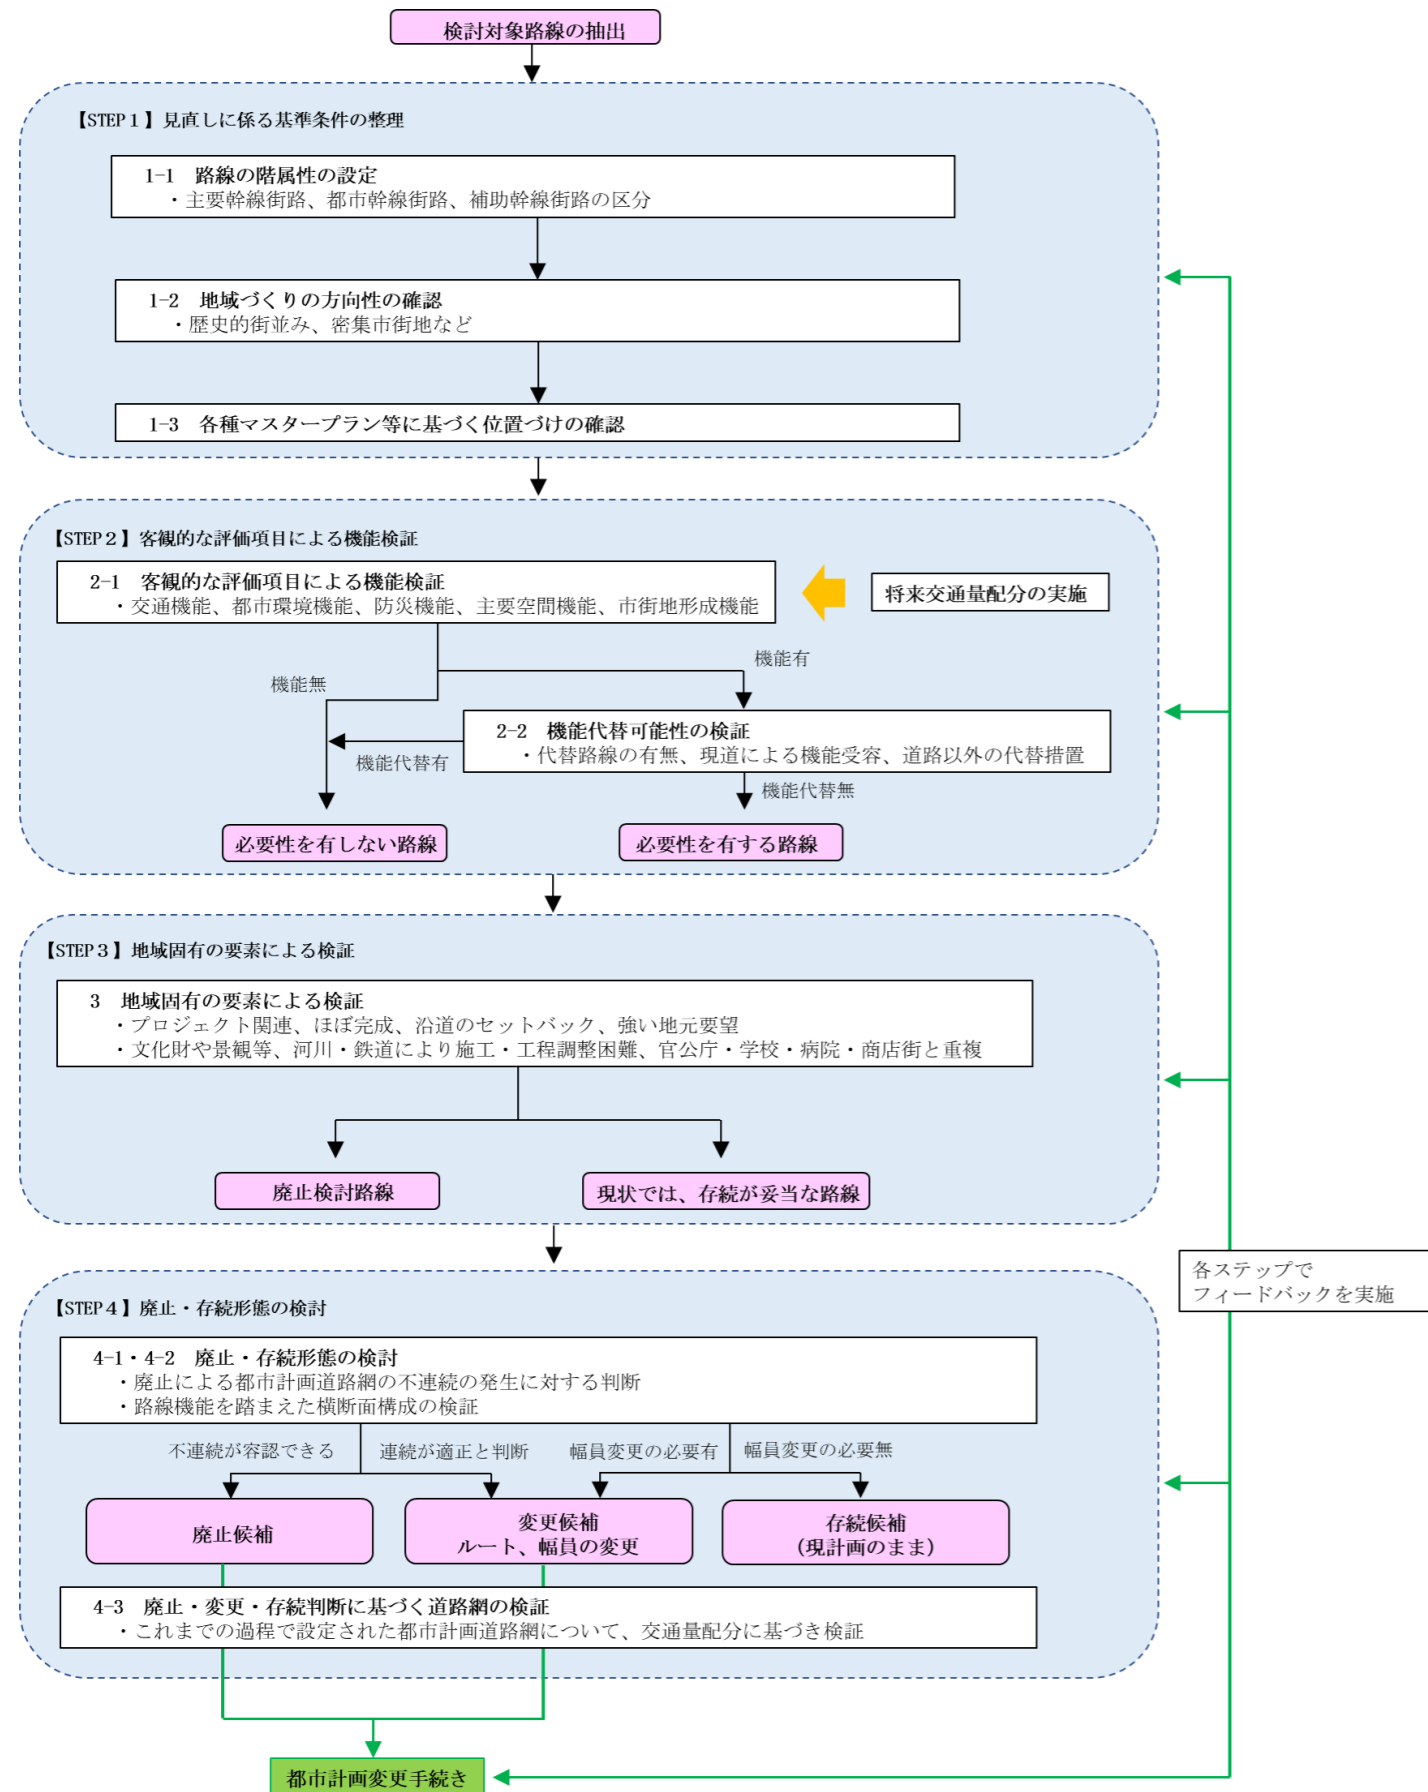 検討対象路線の抽出
【STEP１】見直しに係る基準条件の整理
1-1　路線の階属性の設定
・主要幹線街路、都市幹線街路、補助幹線街路の区分
1-2　地域づくりの方向性の確認
・歴史的街並み、密集市街地など
1-3　各種マスタープラン等に基づく位置づけの確認
【STEP２】客観的な評価項目による機能検証
2-1　客観的な評価項目による機能検証
・交通機能、都市環境機能、防災機能、主要空間機能、市街地形成機能
将来交通量配分の実施
機能有
機能無
2-2　機能代替可能性の検証
・代替路線の有無、現道による機能受容、道路以外の代替措置
機能代替有
機能代替無
必要性を有しない路線
必要性を有する路線
【STEP３】地域固有の要素による検証
3　地域固有の要素による検証
・プロジェクト関連、ほぼ完成、沿道のセットバック、強い地元要望
・文化財や景観等、河川・鉄道により施工・工程調整困難、官公庁・学校・病院・商店街と重複
廃止検討路線
現状では、存続が妥当な路線
各ステップで
フィードバックを実施
【STEP４】廃止・存続形態の検討
4-1・4-2　廃止・存続形態の検討
・廃止による都市計画道路網の不連続の発生に対する判断
・路線機能を踏まえた横断面構成の検証
不連続が容認できる
連続が適正と判断
幅員変更の必要有
幅員変更の必要無
廃止候補
変更候補
ルート、幅員の変更
存続候補
（現計画のまま）
4-3　廃止・変更・存続判断に基づく道路網の検証
・これまでの過程で設定された都市計画道路網について、交通量配分に基づき検証
都市計画変更手続き